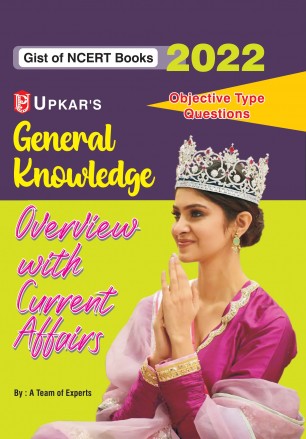 Gist of NCERT Books 2022
UPKAR'S
Objective Type
Questions
General
Knowledge
Overview
with
Current
Affairs
By : A Team of Experts